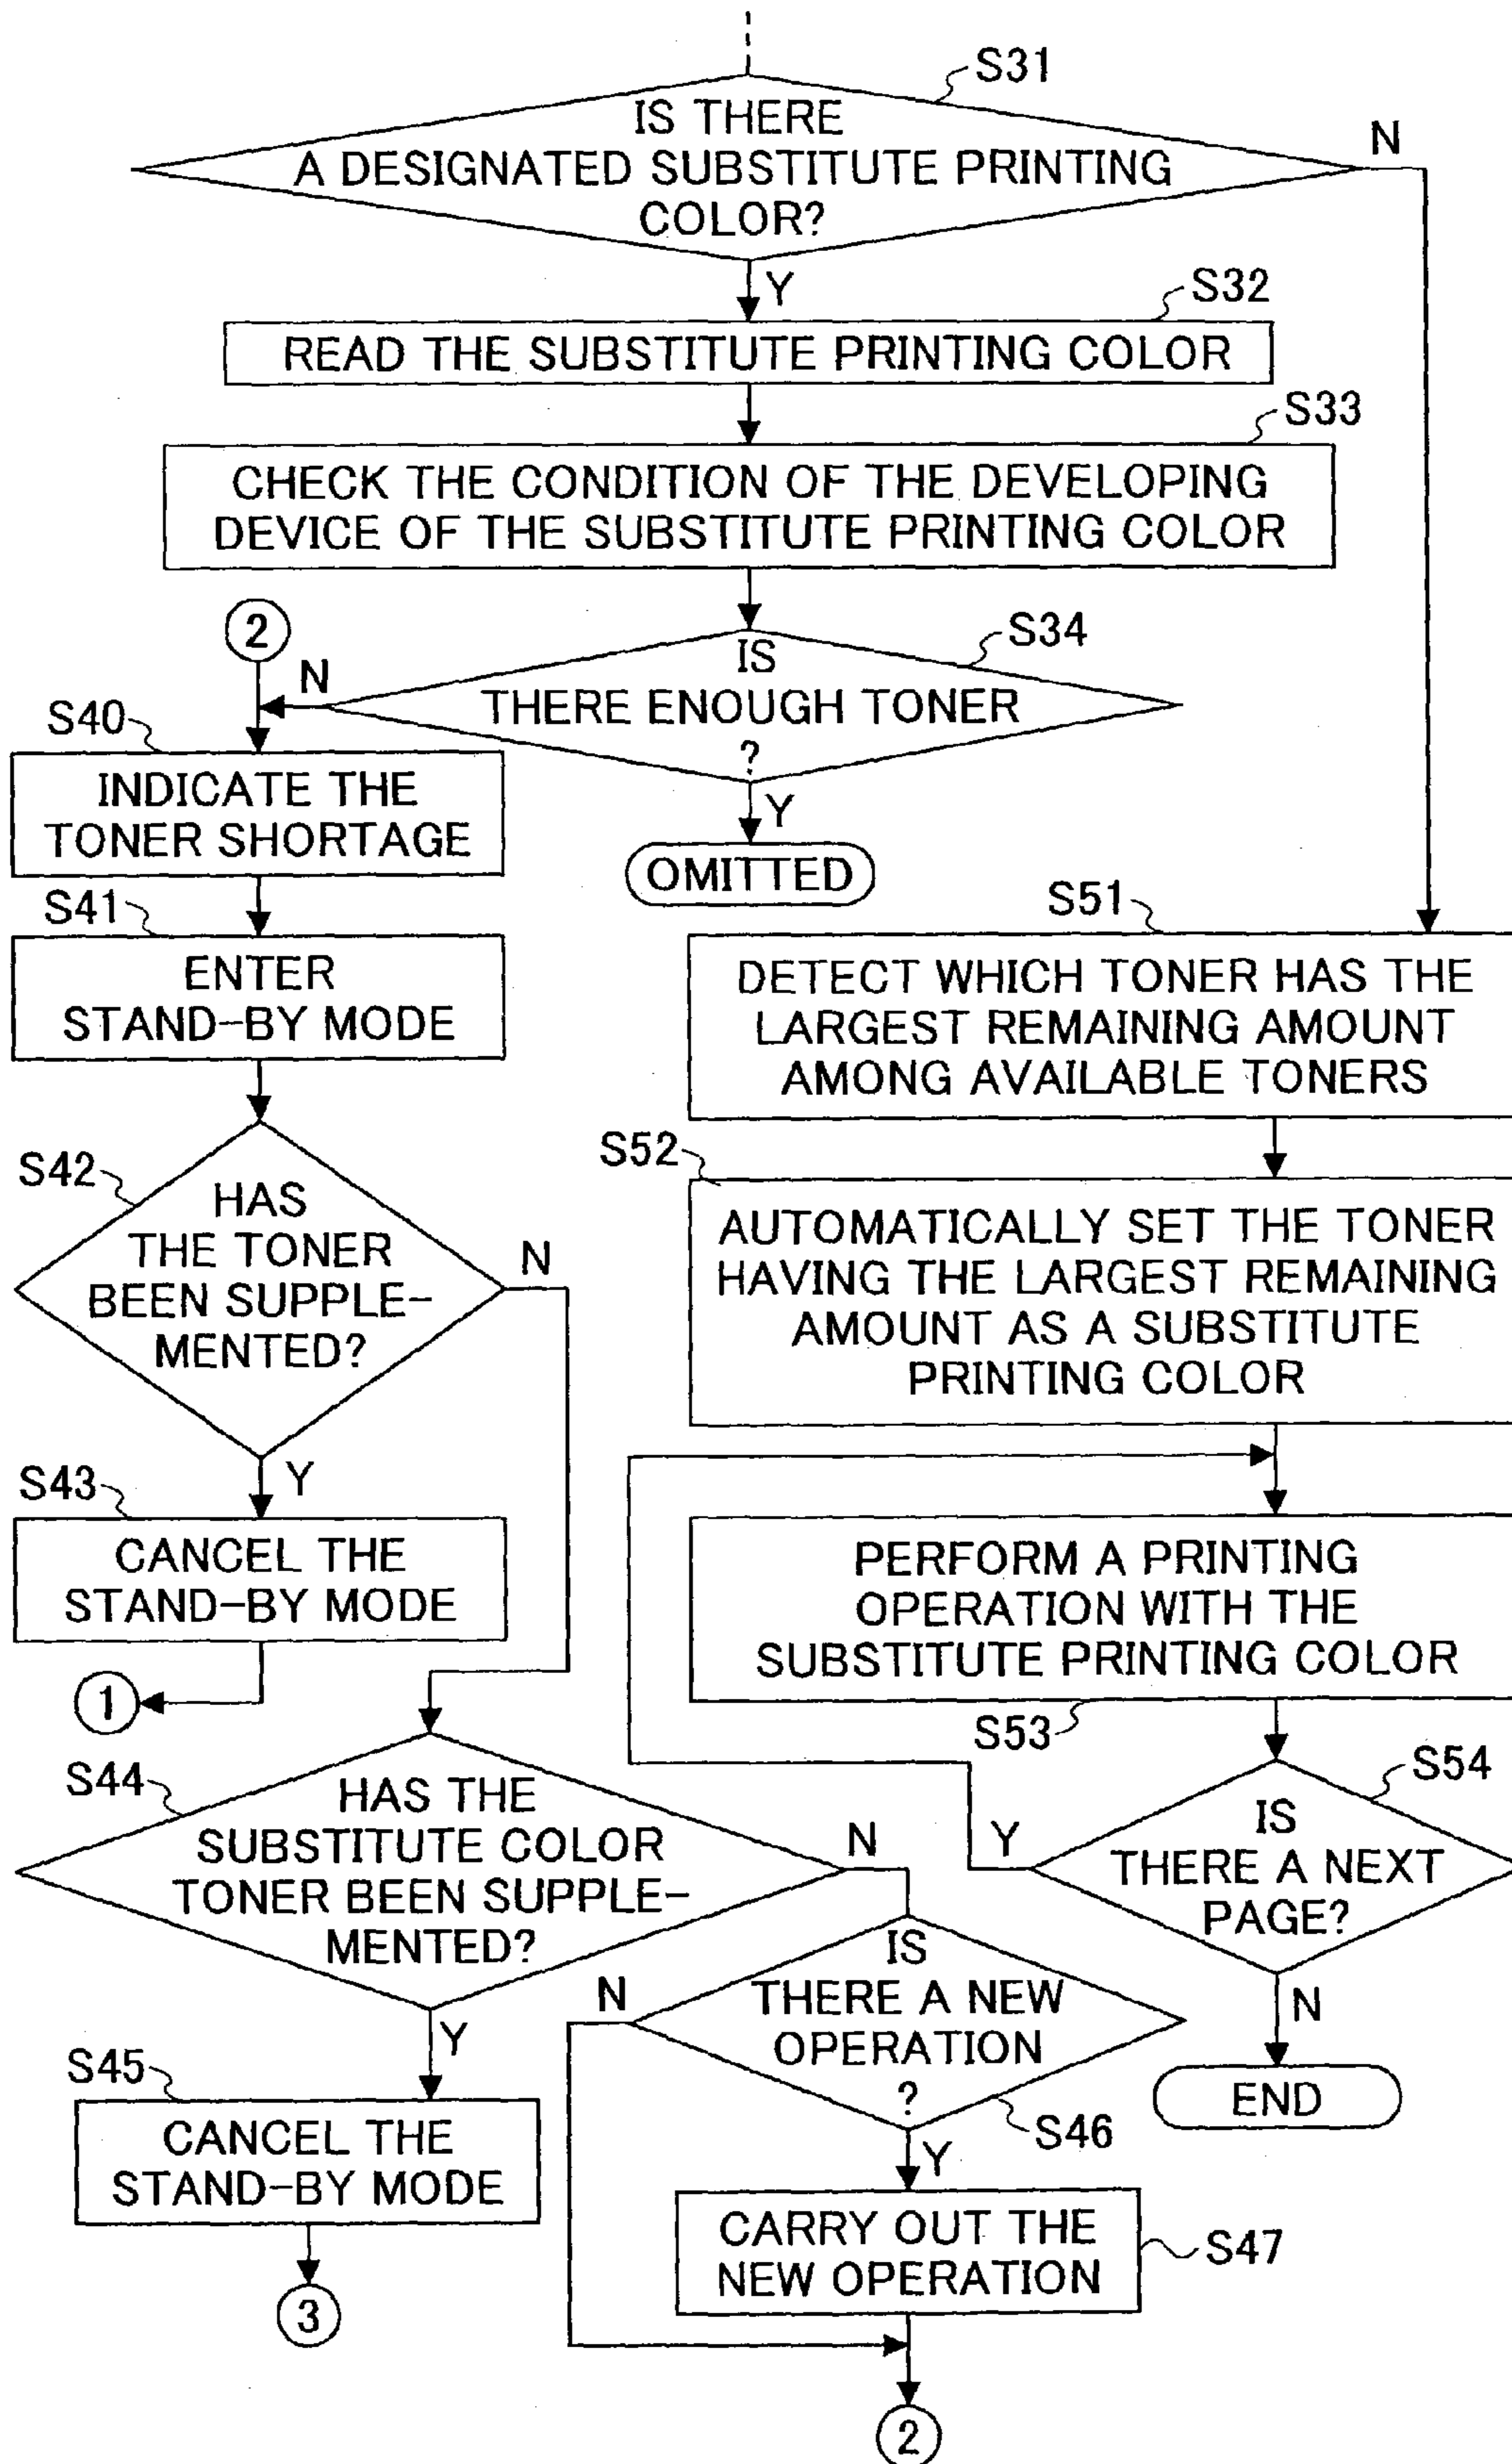 S31
IS THERE
A DESIGNATED SUBSTITUTE PRINTING
COLOR?
N
Y
S32
READ THE SUBSTITUTE PRINTING COLOR
S33
CHECK THE CONDITION OF THE DEVELOPING
DEVICE OF THE SUBSTITUTE PRINTING COLOR
2
S34
IS
THERE ENOUGH TONER
?
N
Y
OMITTED
S40
INDICATE THE
TONER SHORTAGE
S41
ENTER
STAND-BY MODE
S42
HAS
THE TONER
BEEN SUPPLE-
MENTED?
N
Y
S43
CANCEL THE
STAND-BY MODE
1
S44
HAS THE
SUBSTITUTE COLOR
TONER BEEN SUPPLE-
MENTED?
N
Y
S45
CANCEL THE
STAND-BY MODE
3
IS
THERE A NEW
OPERATION
?
N
S46
Y
CARRY OUT THE
NEW OPERATION
S47
2
S51
DETECT WHICH TONER HAS THE
LARGEST REMAINING AMOUNT
AMONG AVAILABLE TONERS
S52
AUTOMATICALLY SET THE TONER
HAVING THE LARGEST REMAINING
AMOUNT AS A SUBSTITUTE
PRINTING COLOR
PERFORM A PRINTING
OPERATION WITH THE
SUBSTITUTE PRINTING COLOR
S53
S54
IS
THERE A NEXT
PAGE?
Y
N
END